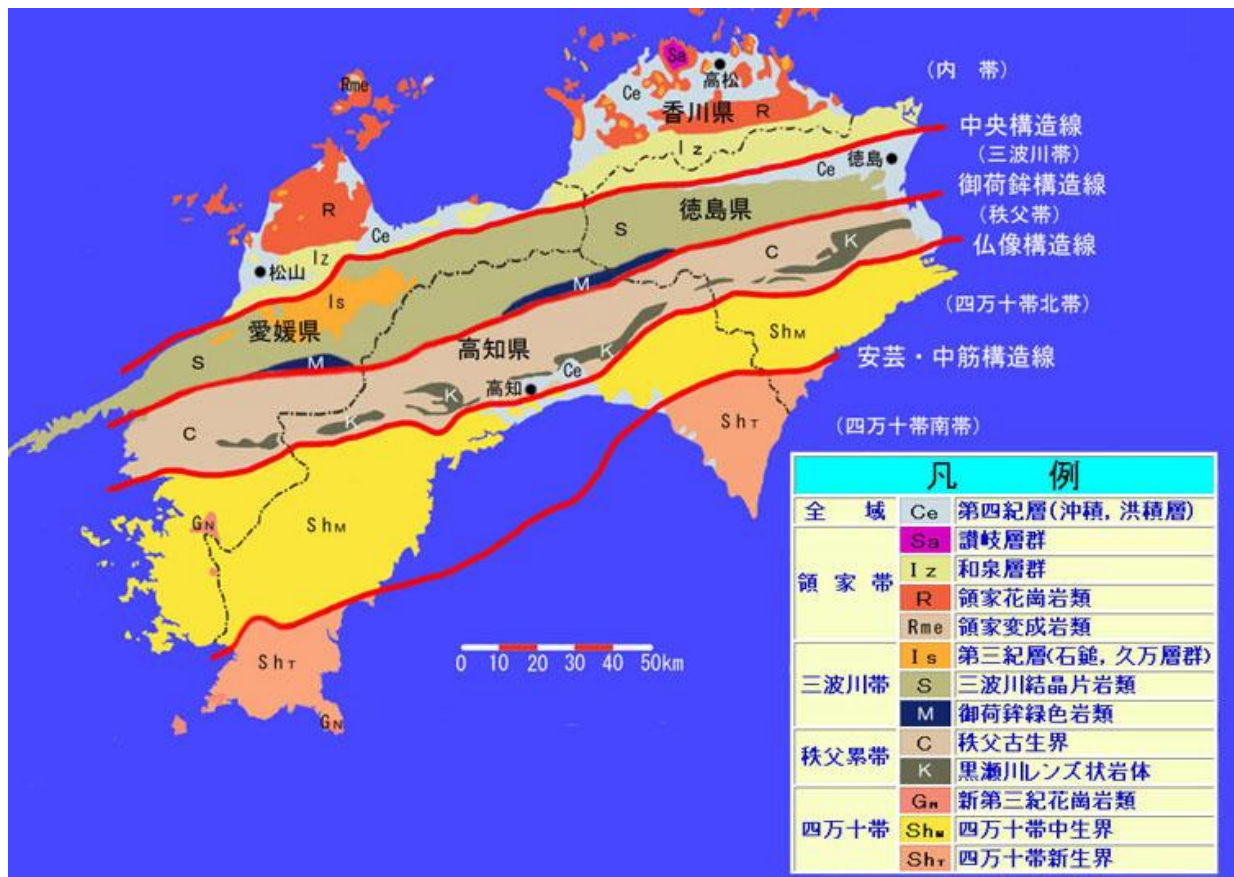 Sa
高松
(内 帯)
Rme
Ce
香川県
R
中央構造線
(三波川帯)
Iz
Ce
徳島
御荷鉾構造線
(秩父帯)
R
徳島県
Ce
S
K
仏像構造線
Iz
C
松山
M
Is
(四万十帯北帯)
愛媛県
ShM
高知県
安芸・中筋構造線
S
M
K
Ce
高知
K
K
C
ShT
(四万十帯南帯)
GN
ShM
ShT
0 10 20 30 40 50km
GN
凡 例
全 域 Ce 第四紀層(沖積,洪積層)
領家帯
Sa 讃岐層群
Iz 和泉層群
R 領家花崗岩類
Rme 領家変成岩類
三波川帯
Is 第三紀層(石鎚,久万層群)
S 三波川結晶片岩類
M 御荷鉾緑色岩類
秩父累帯
C 秩父古生界
K 黒瀬川レンズ状岩体
四万十帯
GN 新第三紀花崗岩類
ShM 四万十帯中生界
ShT 四万十帯新生界